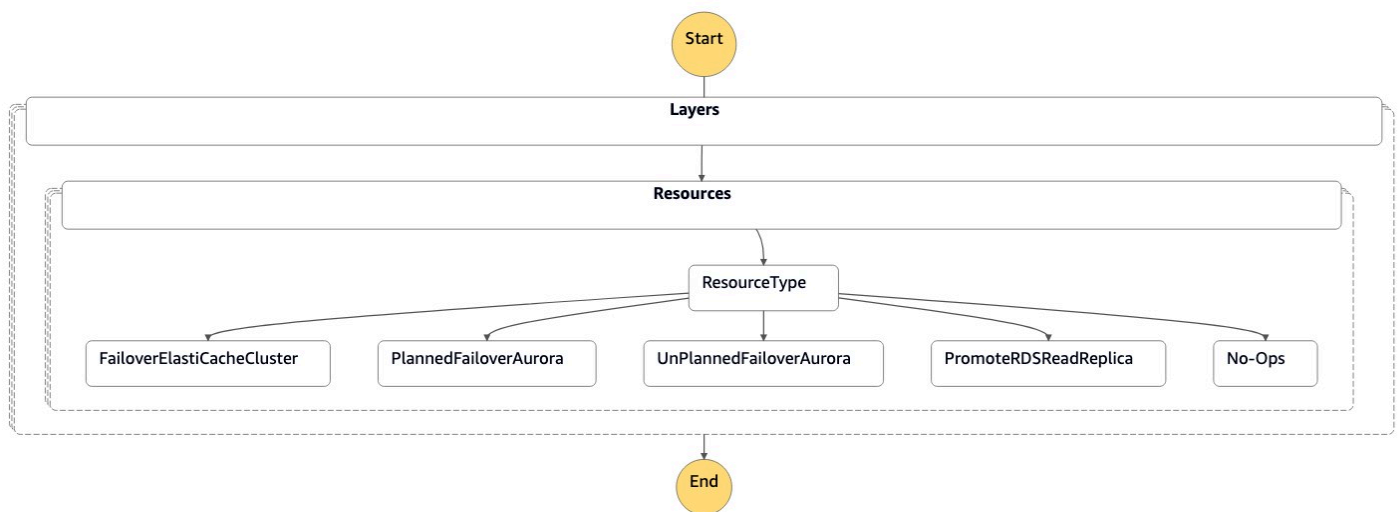 Start
Layers
Resources
ResourceType
FailoverElastiCacheCluster
PlannedFailoverAurora
UnPlannedFailoverAurora
PromoteRDSReadReplica
No-Ops
End